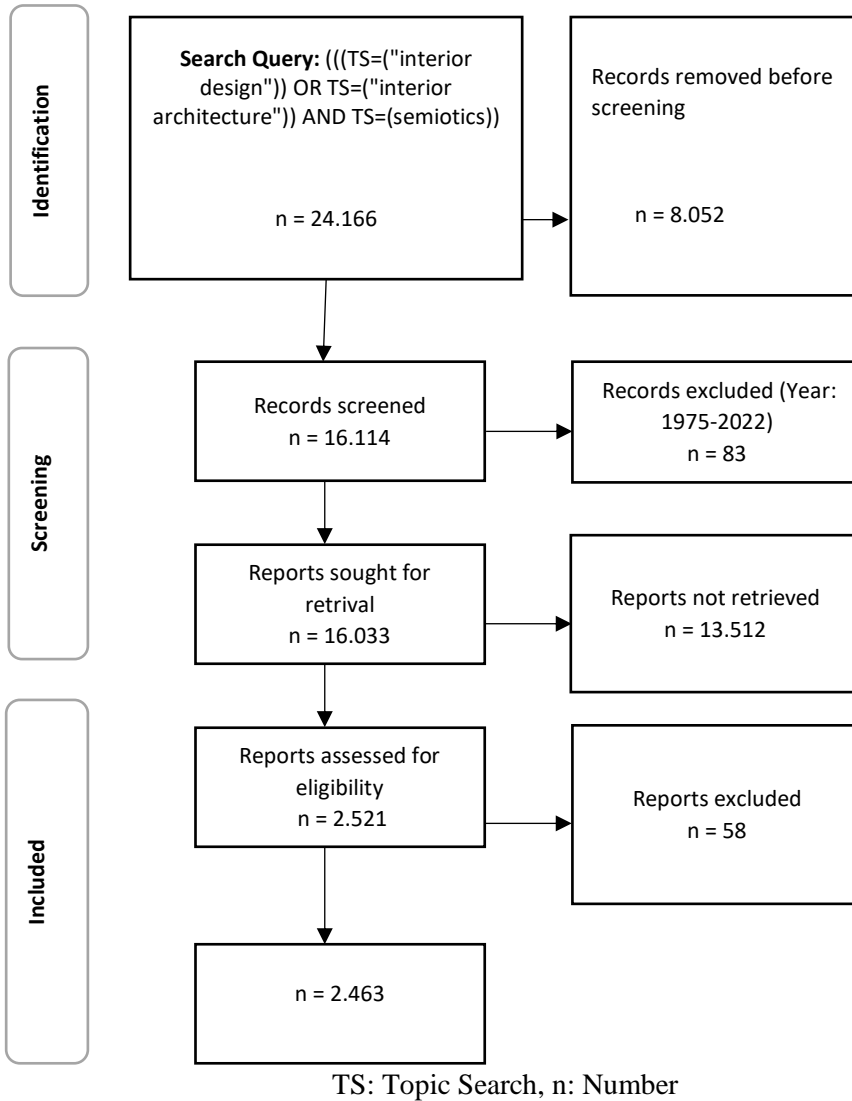 Identification
Search Query: (((TS=("interior
design")) OR TS=("interior
architecture")) AND TS=(semiotics))
n = 24.166
Records removed before
screening
n = 8.052
Screening
Records screened
n = 16.114
Records excluded (Year:
1975-2022)
n = 83
Reports sought for
retrival
n = 16.033
Reports not retrieved
n = 13.512
Included
Reports assessed for
eligibility
n = 2.521
Reports excluded
n = 58
n = 2.463
TS: Topic Search, n: Number